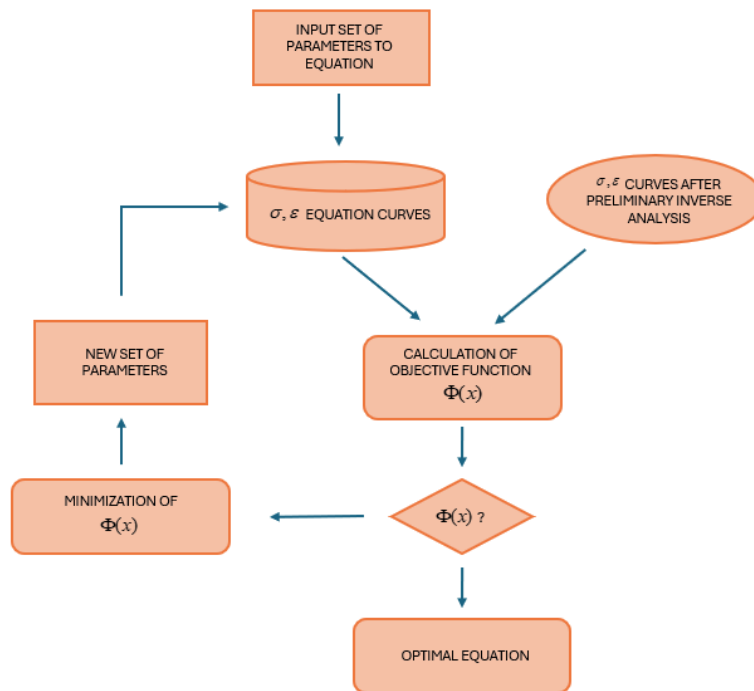 INPUT SET OF
PARAMETERS TO
EQUATION
σ, ε EQUATION CURVES
σ, ε CURVES AFTER
PRELIMINARY INVERSE
ANALYSIS
NEW SET OF
PARAMETERS
CALCULATION OF
OBJECTIVE FUNCTION
Φ(x)
MINIMIZATION OF
Φ(x)
Φ(x) ?
OPTIMAL EQUATION